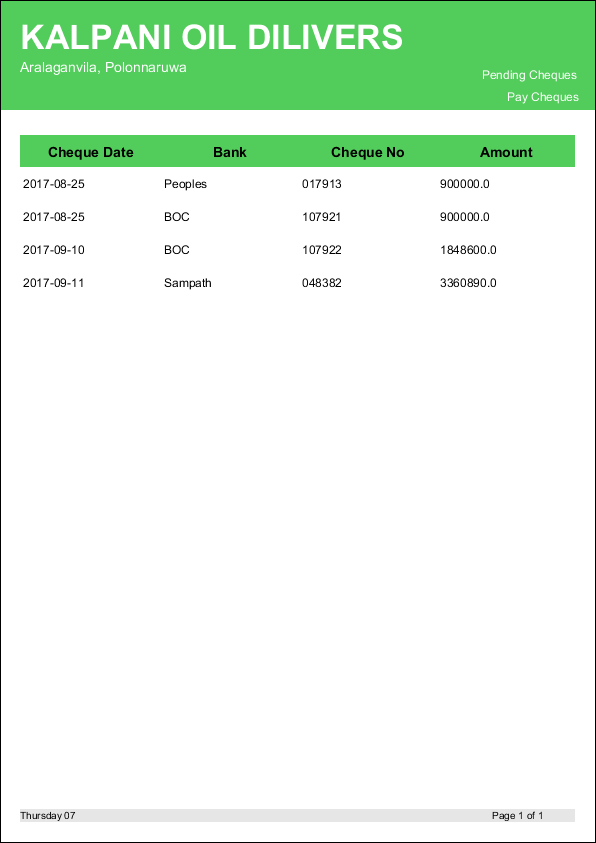 KALPANI OIL DILIVERS
Aralaganvila, Polonnaruwa
Pending Cheques
Pay Cheques
Cheque Date Bank Cheque No Amount
2017-08-25 Peoples 017913 900000.0
2017-08-25 BOC 107921 900000.0
2017-09-10 BOC 107922 1848600.0
2017-09-11 Sampath 048382 3360890.0
Thursday 07 Page 1 of 1